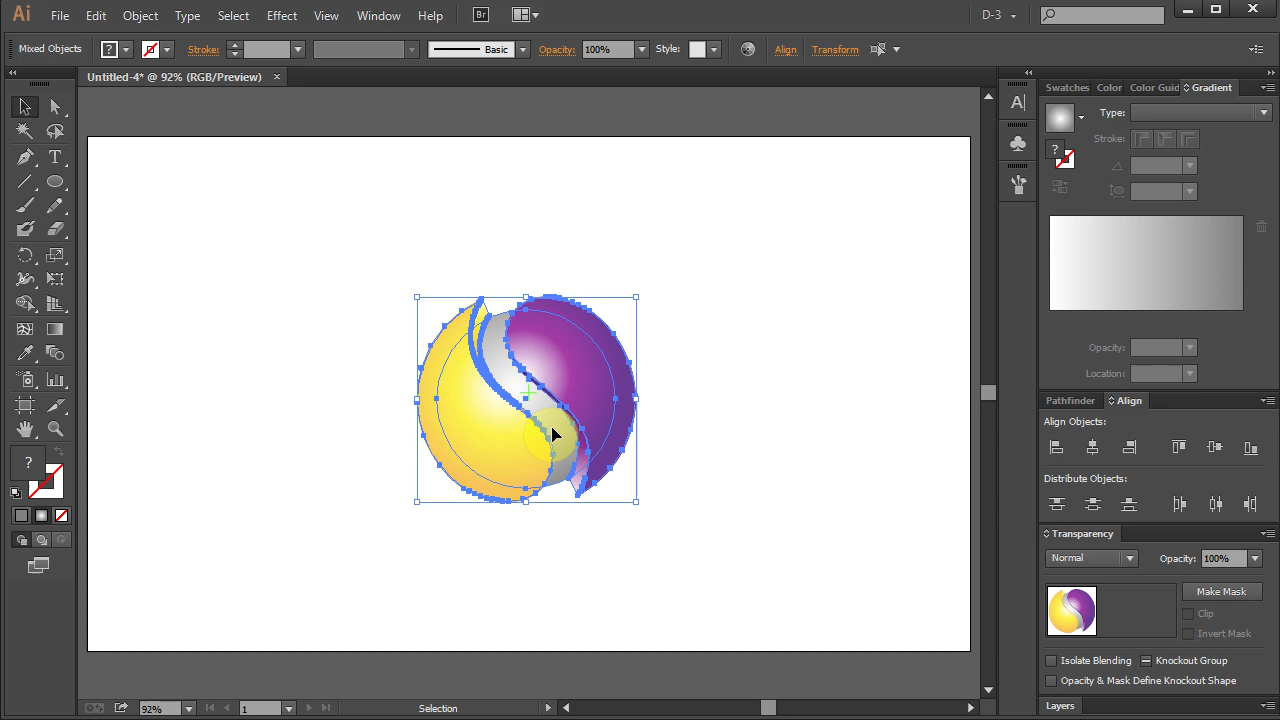 Ai File Edit Object Type Select Effect View Window Help Br D-3
Mixed Objects ? Stroke: Basic Opacity: 100% Style: Align Transform
Untitled-4* @ 92% (RGB/Preview) ×
Swatches Color Color Guid Gradient
Type:
Stroke:
?
Opacity:
Location:
Pathfinder Align
Align Objects:
Distribute Objects:
?
Transparency
Normal Opacity: 100%
Make Mask
Clip
Invert Mask
Isolate Blending Knockout Group
Opacity & Mask Define Knockout Shape
Layers
92% 1 Selection